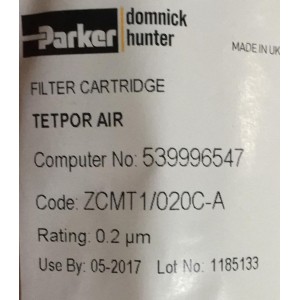 Parker domnick hunter
MADE IN UK
FILTER CARTRIDGE
TETPOR AIR
Computer No: 539996547
Code: ZCMT1/020C-A
Rating: 0.2 µm
Use By: 05-2017 Lot No: 1185133